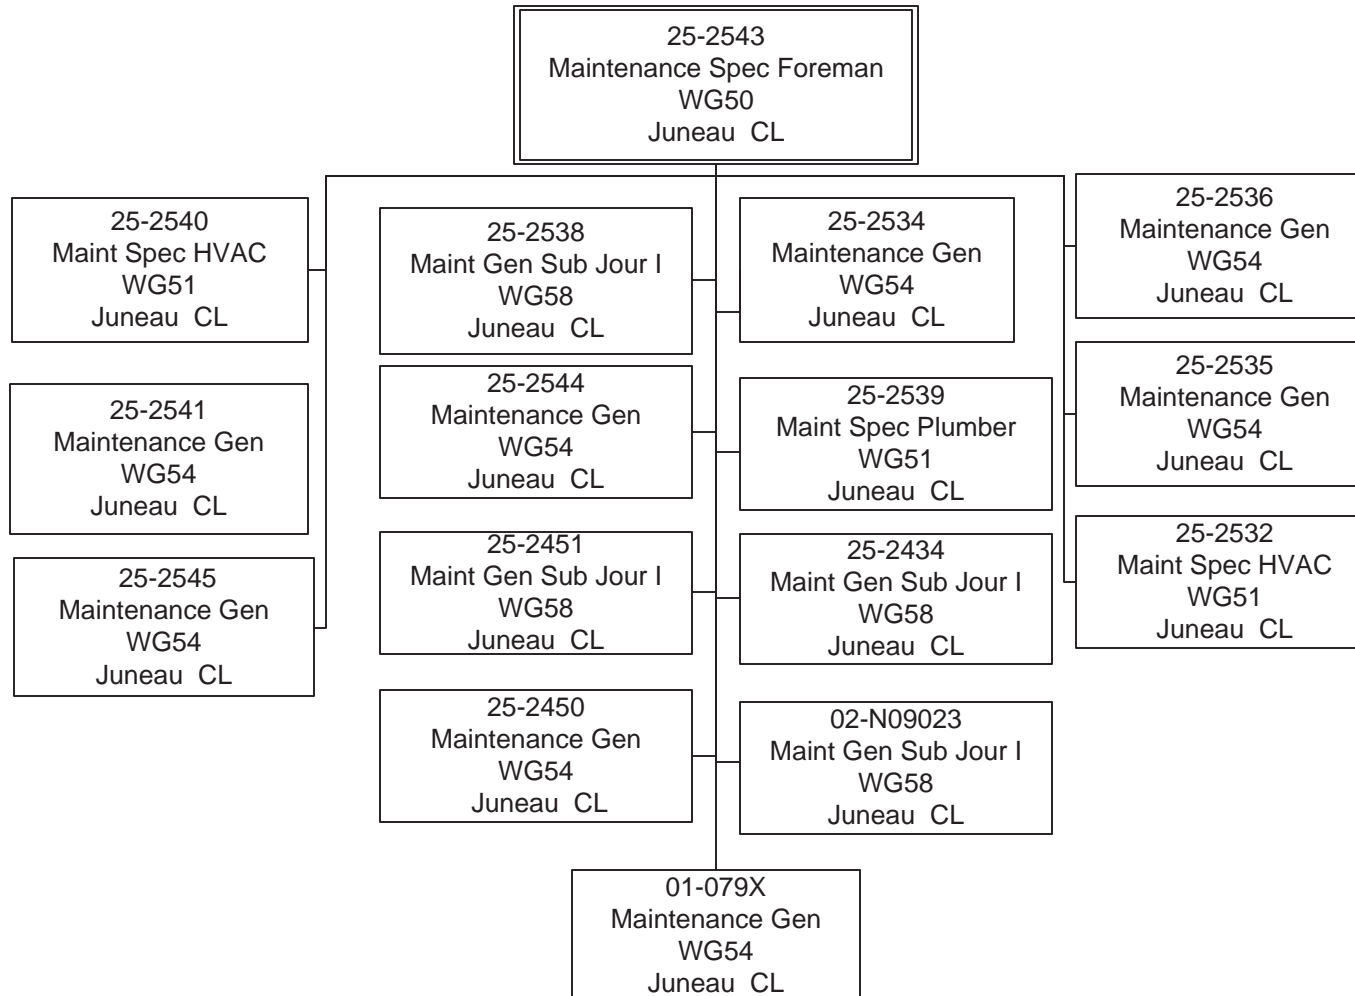 25-2543
Maintenance Spec Foreman
WG50
Juneau  CL
25-2540
Maint Spec HVAC
WG51
Juneau  CL
25-2541
Maintenance Gen
WG54
Juneau  CL
25-2545
Maintenance Gen
WG54
Juneau  CL
25-2538
Maint Gen Sub Jour I
WG58
Juneau  CL
25-2544
Maintenance Gen
WG54
Juneau  CL
25-2451
Maint Gen Sub Jour I
WG58
Juneau  CL
25-2450
Maintenance Gen
WG54
Juneau  CL
25-2534
Maintenance Gen
WG54
Juneau  CL
25-2539
Maint Spec Plumber
WG51
Juneau  CL
25-2434
Maint Gen Sub Jour I
WG58
Juneau  CL
02-N09023
Maint Gen Sub Jour I
WG58
Juneau  CL
25-2536
Maintenance Gen
WG54
Juneau  CL
25-2535
Maintenance Gen
WG54
Juneau  CL
25-2532
Maint Spec HVAC
WG51
Juneau  CL
01-079X
Maintenance Gen
WG54
Juneau  CL